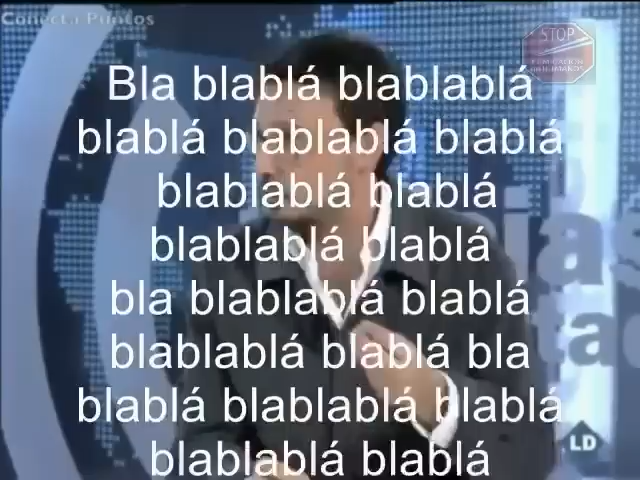 Conecta Puntos
STOP
Bla blablá blablablá
blablá blablablá blablá
blablablá blablá
blablablá blablá
bla blablablá blablá
blablablá blablá bla
blablá blablablá blablá
blablablá blablá
ias
LD